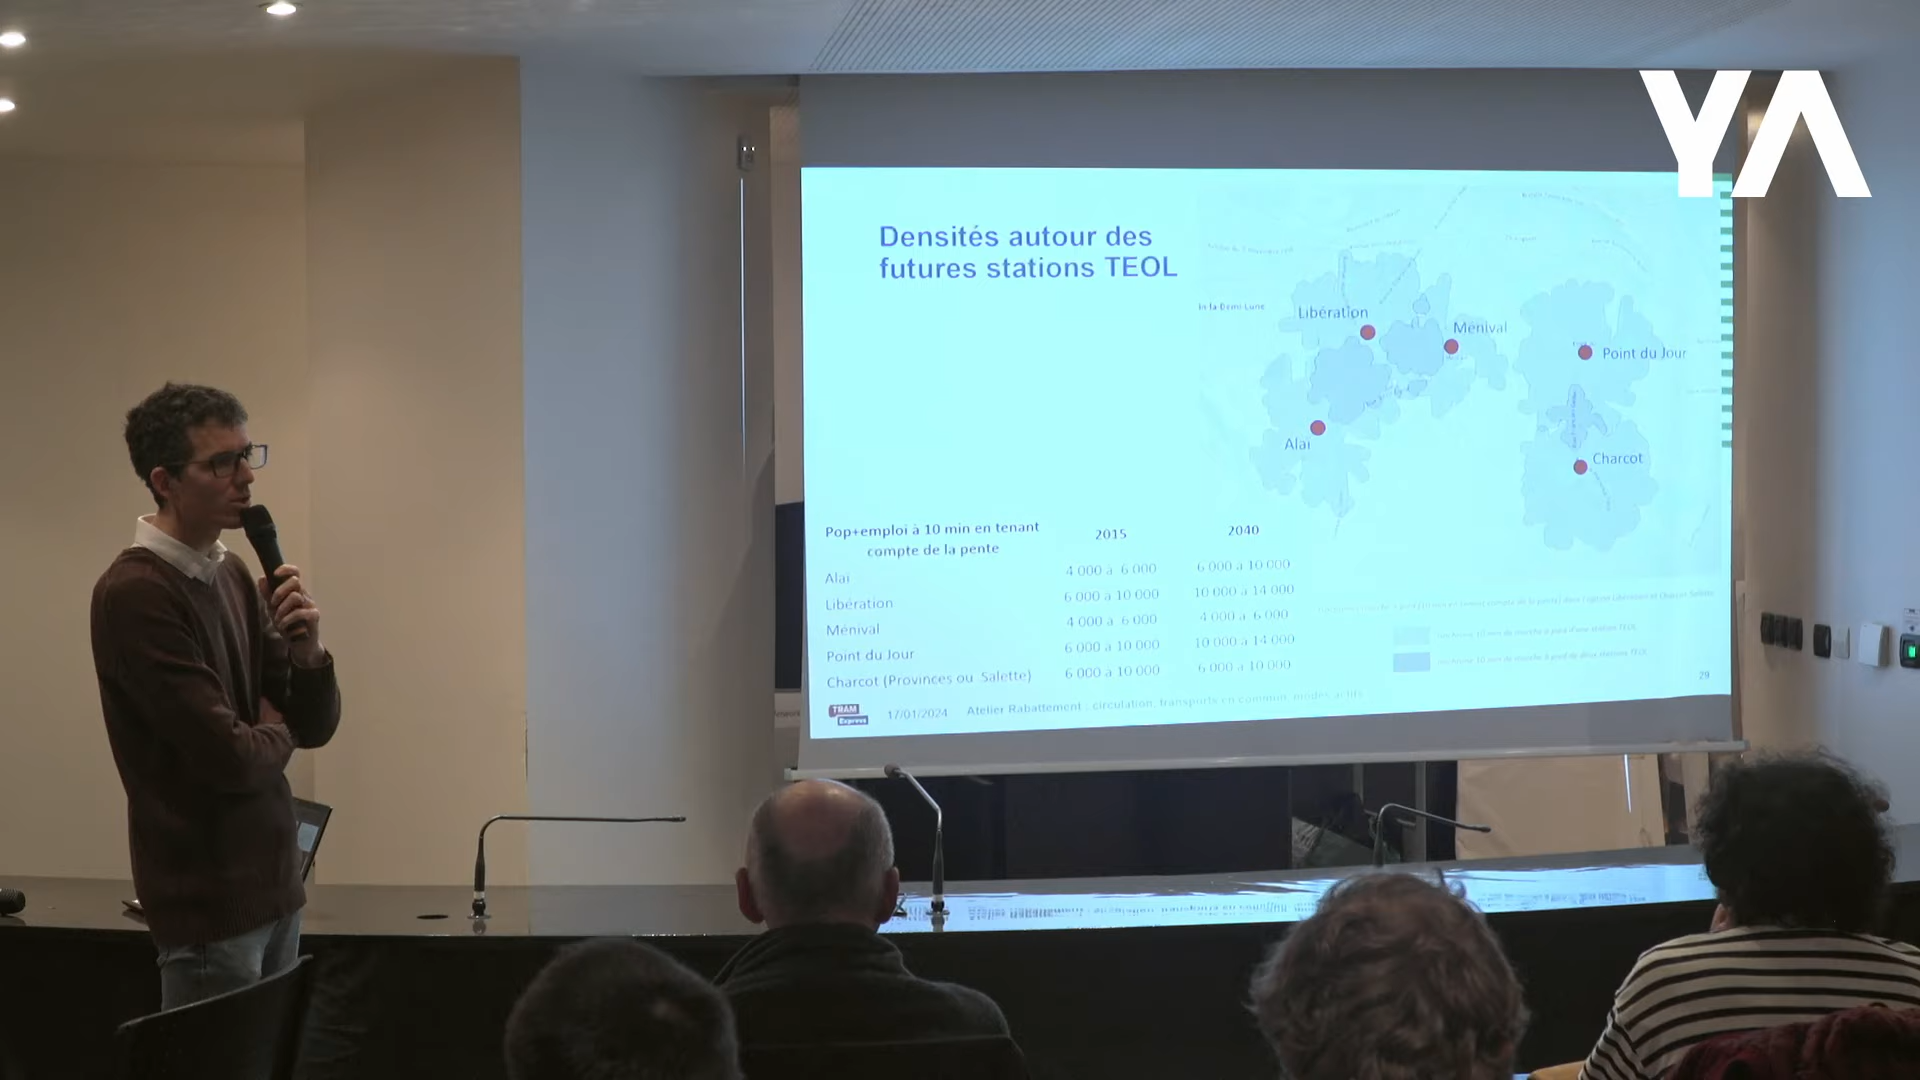 YA
Densités autour des
futures stations TEOL
Libération
Ménival
Point du Jour
Alaï
Charcot
Pop+emploi à 10 min en tenant compte de la pente 2015 2040
Alaï 4 000 à 6 000 6 000 à 10 000
Libération 6 000 à 10 000 10 000 à 14 000
Ménival 4 000 à 6 000 4 000 à 6 000
Point du Jour 6 000 à 10 000 10 000 à 14 000
Charcot (Provinces ou Salette) 6 000 à 10 000 6 000 à 10 000
29
TRAM
Express
17/01/2024 Atelier Rabattement : circulation, transports en commun, modes actifs